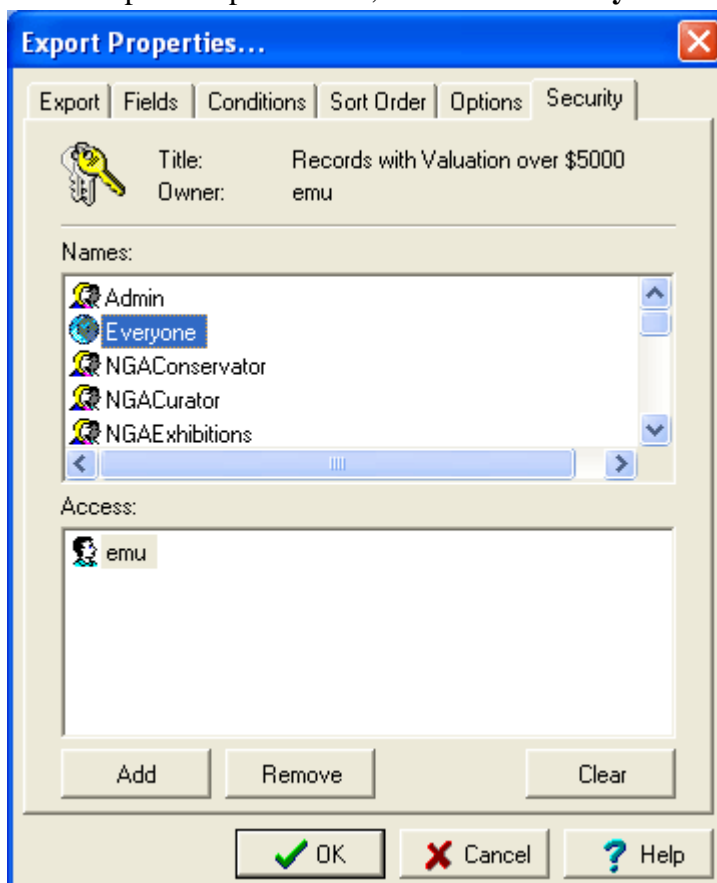 Export Properties...
Export Fields Conditions Sort Order Options Security
Title: Records with Valuation over $5000
Owner: emu
Names:
Admin
Everyone
NGAConservator
NGACurator
NGAExhibitions
Access:
emu
Add Remove Clear
OK Cancel ? Help